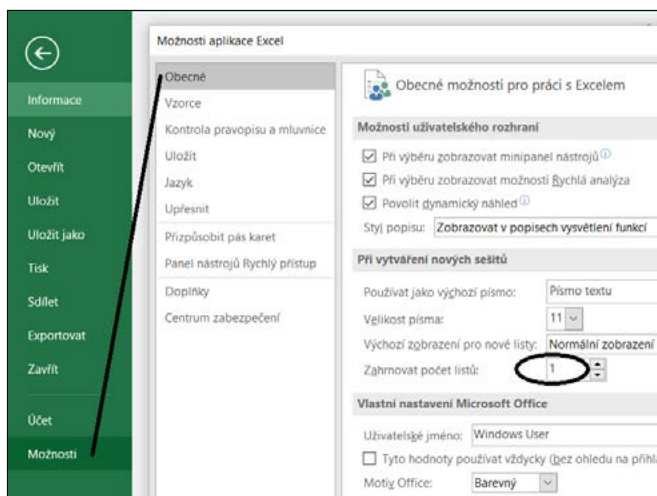 Možnosti aplikace Excel
Informace
Nový
Otevřít
Uložit
Uložit jako
Tisk
Sdílet
Exportovat
Zavřít
Účet
Možnosti
Obecné
Vzorce
Kontrola pravopisu a mluvnice
Uložit
Jazyk
Upřesnit
Přizpůsobit pás karet
Panel nástrojů Rychlý přístup
Doplňky
Centrum zabezpečení
Obecné možnosti pro práci s Excelem
Možnosti uživatelského rozhraní
Při výběru zobrazovat minipanel nástrojů
Při výběru zobrazovat možnosti Rychlá analýza
Povolit dynamický náhled
Styl popisu: Zobrazovat v popisech vysvětlení funkcí
Při vytváření nových sešitů
Používat jako výchozí písmo: Písmo textu
Velikost písma: 11
Výchozí zobrazení pro nové listy: Normální zobrazení
Zahrnovat počet listů: 1
Vlastní nastavení Microsoft Office
Uživatelské jméno: Windows User
Tyto hodnoty používat vždycky (bez ohledu na přihl
Motiv Office: Barevný